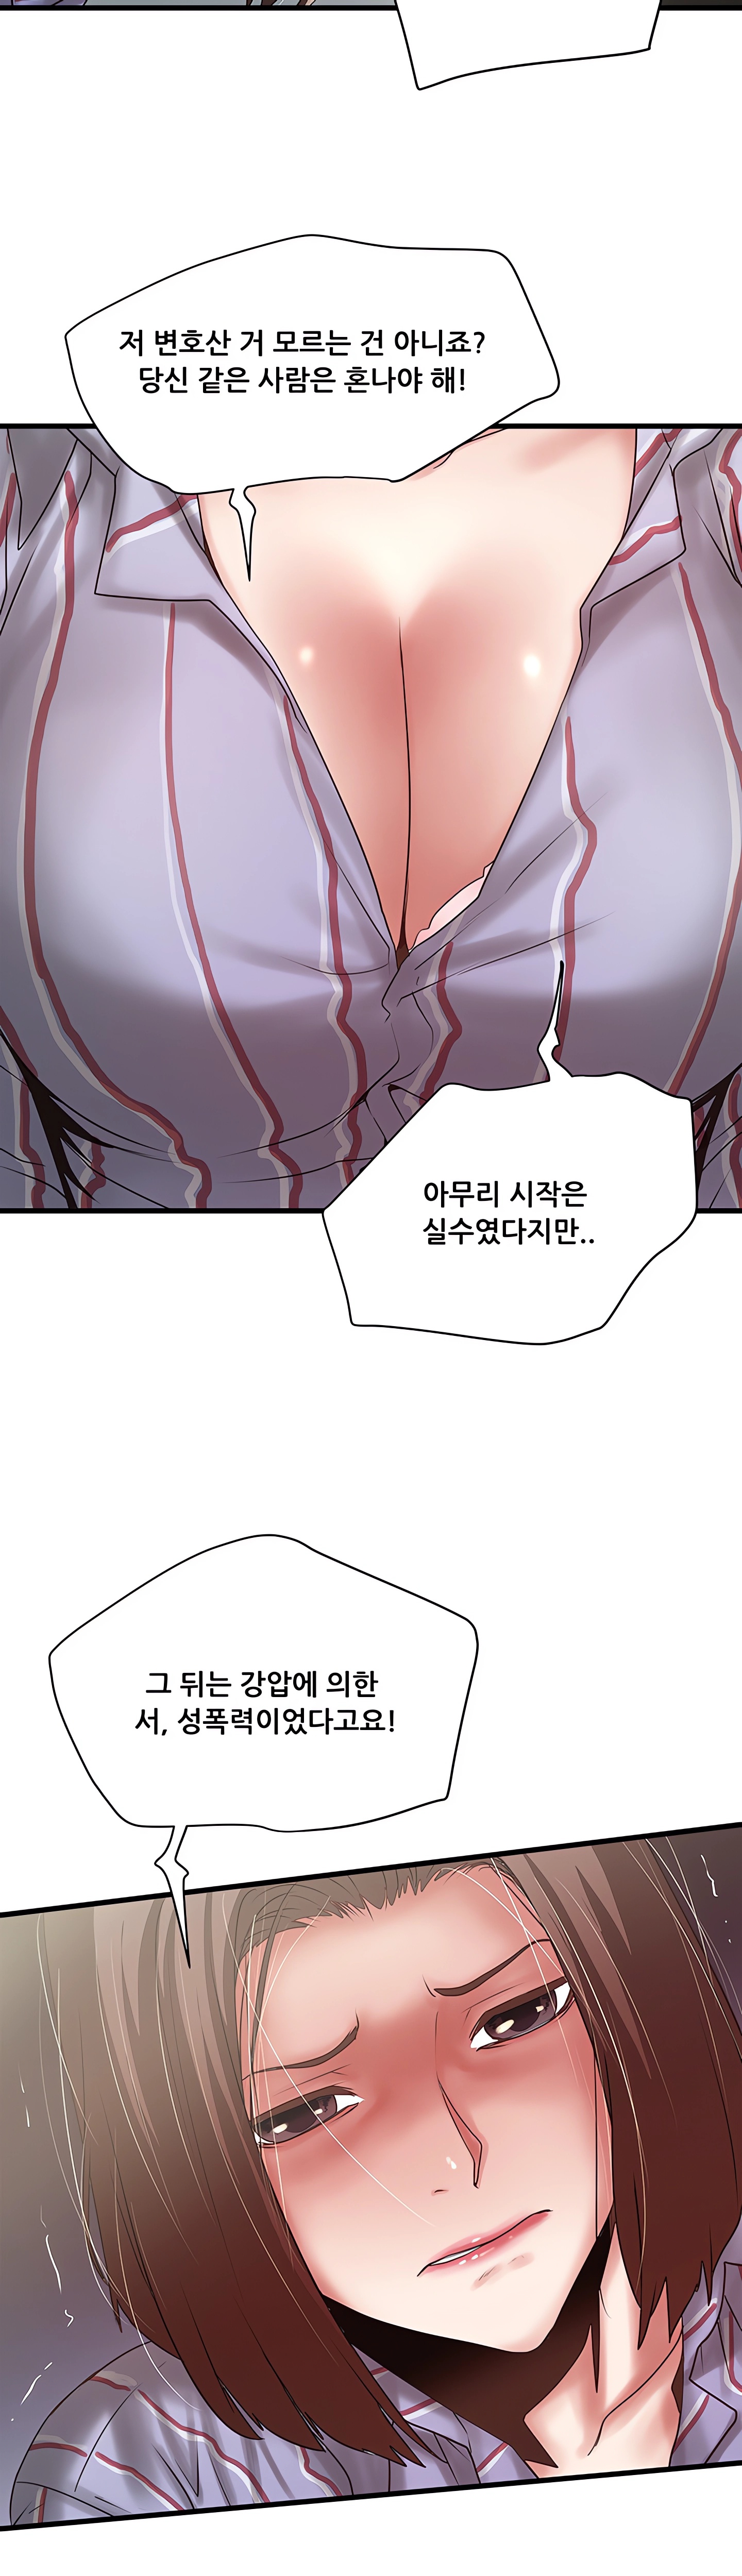 저 변호산 거 모르는 건 아니죠?
당신 같은 사람은 혼나야 해!
아무리 시작은
실수였다지만..
그 뒤는 강압에 의한
서, 성폭력이었다고요!